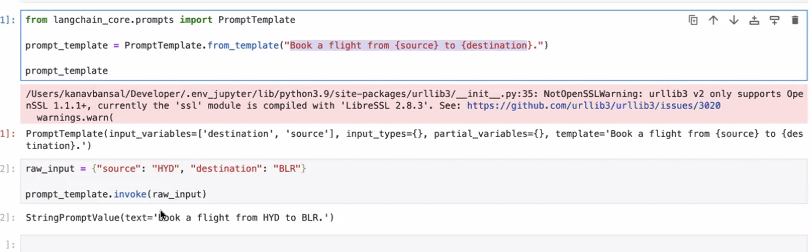 1]:
from langchain_core.prompts import PromptTemplate
prompt_template = PromptTemplate.from_template("Book a flight from {source} to {destination}.")
prompt_template
/Users/kanavbansal/Developer/.env_jupyter/lib/python3.9/site-packages/urllib3/__init__.py:35: NotOpenSSLWarning: urllib3 v2 only supports Ope
nSSL 1.1.1+, currently the 'ssl' module is compiled with 'LibreSSL 2.8.3'. See: https://github.com/urllib3/urllib3/issues/3020
warnings.warn(
1]:
PromptTemplate(input_variables=['destination', 'source'], input_types={}, partial_variables={}, template='Book a flight from {source} to {des
tination}.')
2]:
raw_input = {"source": "HYD", "destination": "BLR"}
prompt_template.invoke(raw_input)
2]:
StringPromptValue(text='Book a flight from HYD to BLR.')
]: